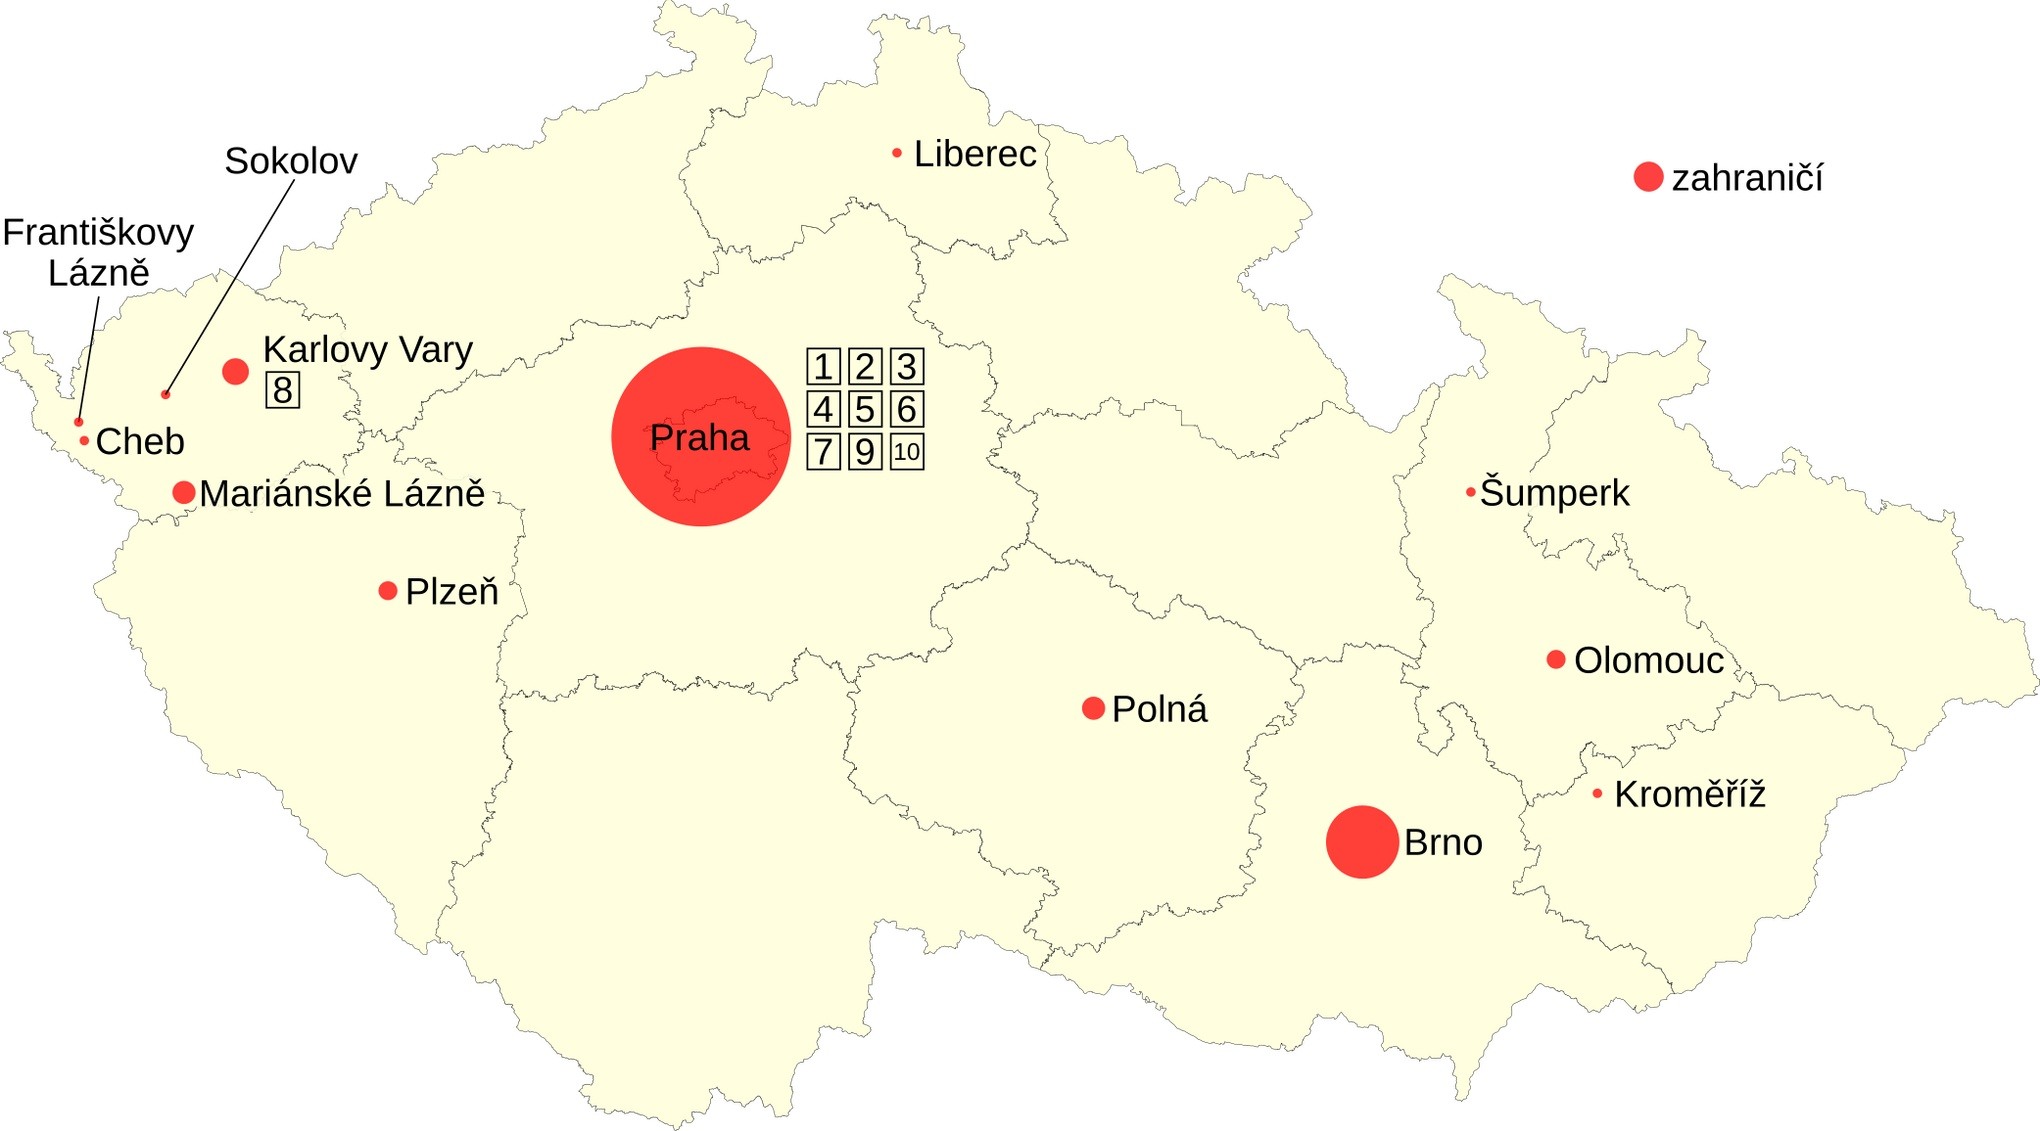 Liberec
Sokolov
zahraničí
Františkovy
Lázně
Karlovy Vary
8
1 2 3
4 5 6
7 9 10
Praha
Cheb
Mariánské Lázně
Šumperk
Plzeň
Olomouc
Polná
Kroměříž
Brno